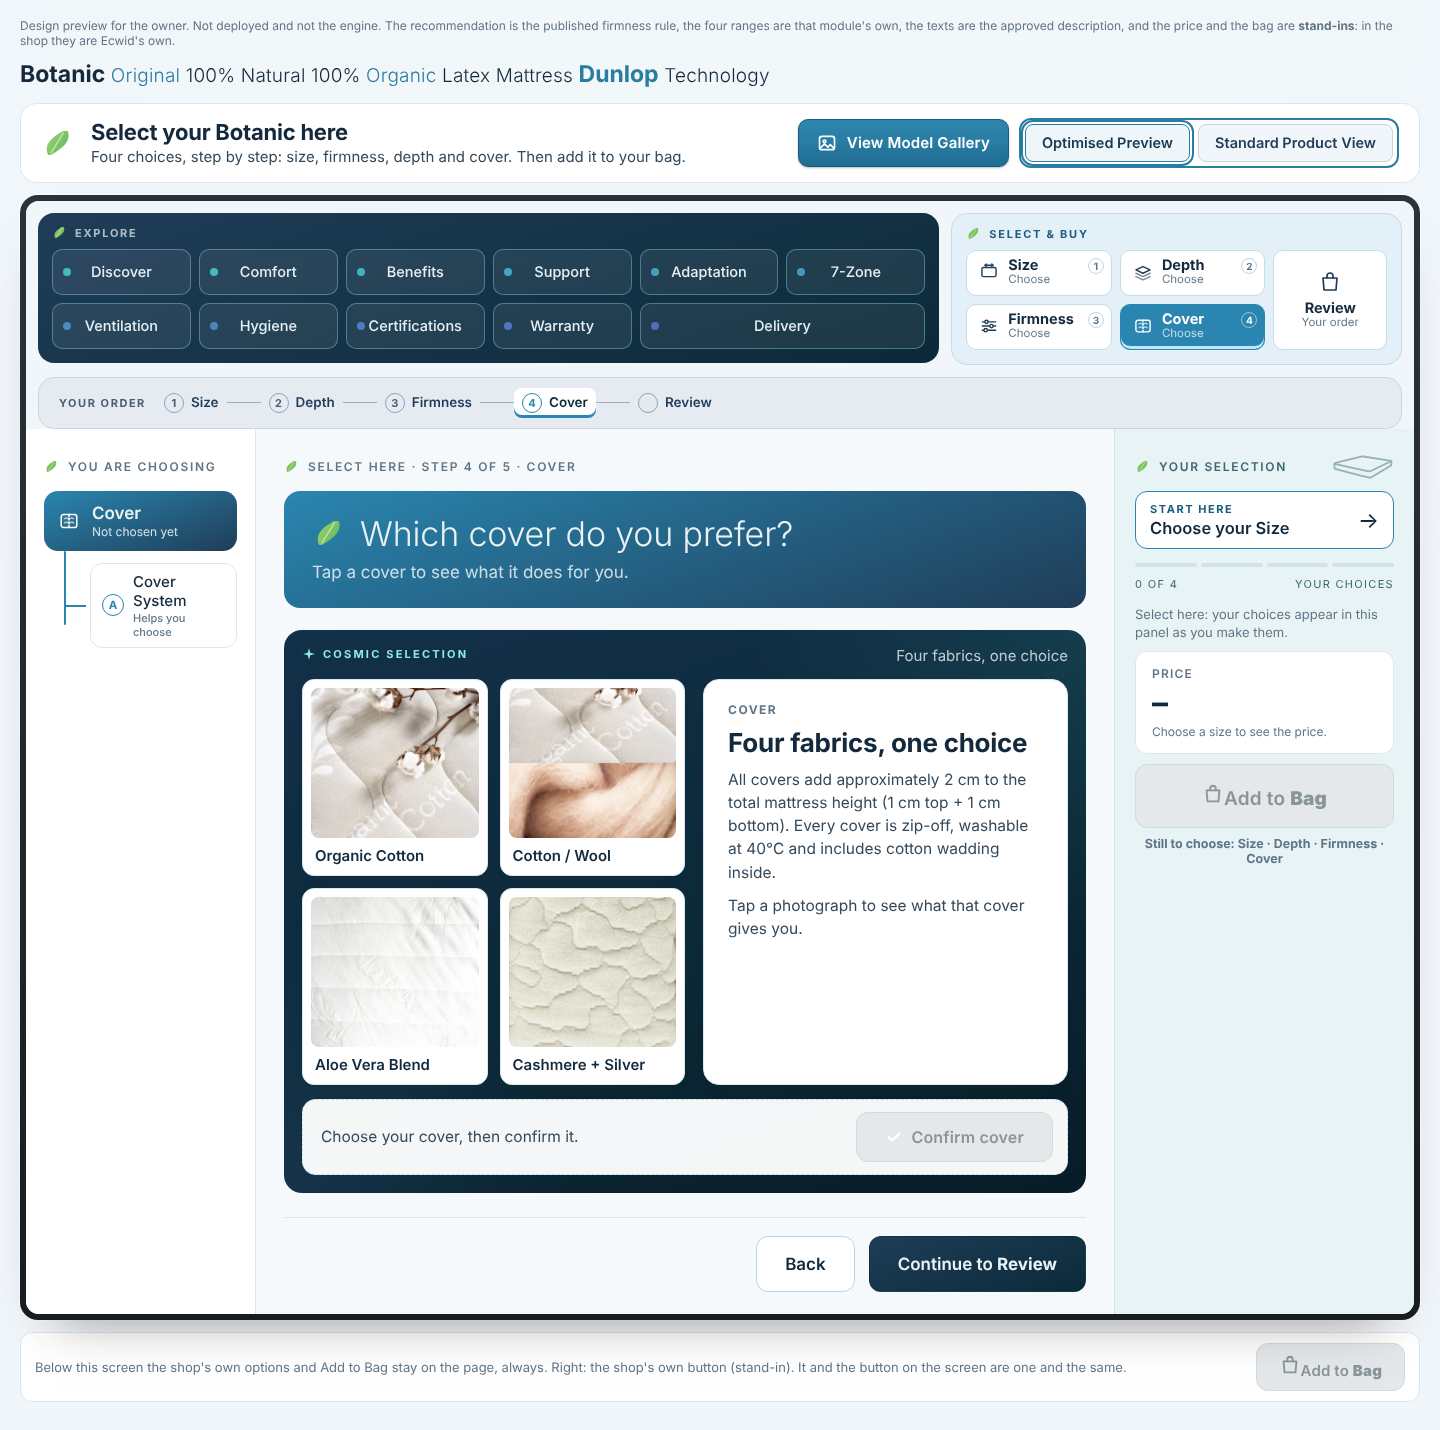 Design preview for the owner. Not deployed and not the engine. The recommendation is the published firmness rule, the four ranges are that module's own, the texts are the approved description, and the price and the bag are stand-ins: in the
shop they are Ecwid's own.
Botanic Original 100% Natural 100% Organic Latex Mattress Dunlop Technology
Select your Botanic here
Four choices, step by step: size, firmness, depth and cover. Then add it to your bag.
View Model Gallery
Optimised Preview
Standard Product View
EXPLORE
Discover
Comfort
Benefits
Support
Adaptation
7-Zone
Ventilation
Hygiene
Certifications
Warranty
Delivery
SELECT & BUY
Size
Choose
1
Depth
Choose
2
Firmness
Choose
3
Cover
Choose
4
Review
Your order
YOUR ORDER
1 Size
2 Depth
3 Firmness
4 Cover
Review
YOU ARE CHOOSING
Cover
Not chosen yet
A
Cover
System
Helps you
choose
SELECT HERE · STEP 4 OF 5 · COVER
Which cover do you prefer?
Tap a cover to see what it does for you.
COSMIC SELECTION
Four fabrics, one choice
Organic Cotton
Cotton / Wool
Aloe Vera Blend
Cashmere + Silver
COVER
Four fabrics, one choice
All covers add approximately 2 cm to the
total mattress height (1 cm top + 1 cm
bottom). Every cover is zip-off, washable
at 40°C and includes cotton wadding
inside.
Tap a photograph to see what that cover
gives you.
Choose your cover, then confirm it.
Confirm cover
Back
Continue to Review
YOUR SELECTION
START HERE
Choose your Size
0 OF 4
YOUR CHOICES
Select here: your choices appear in this
panel as you make them.
PRICE
–
Choose a size to see the price.
Add to Bag
Still to choose: Size · Depth · Firmness ·
Cover
Below this screen the shop's own options and Add to Bag stay on the page, always. Right: the shop's own button (stand-in). It and the button on the screen are one and the same.
Add to Bag